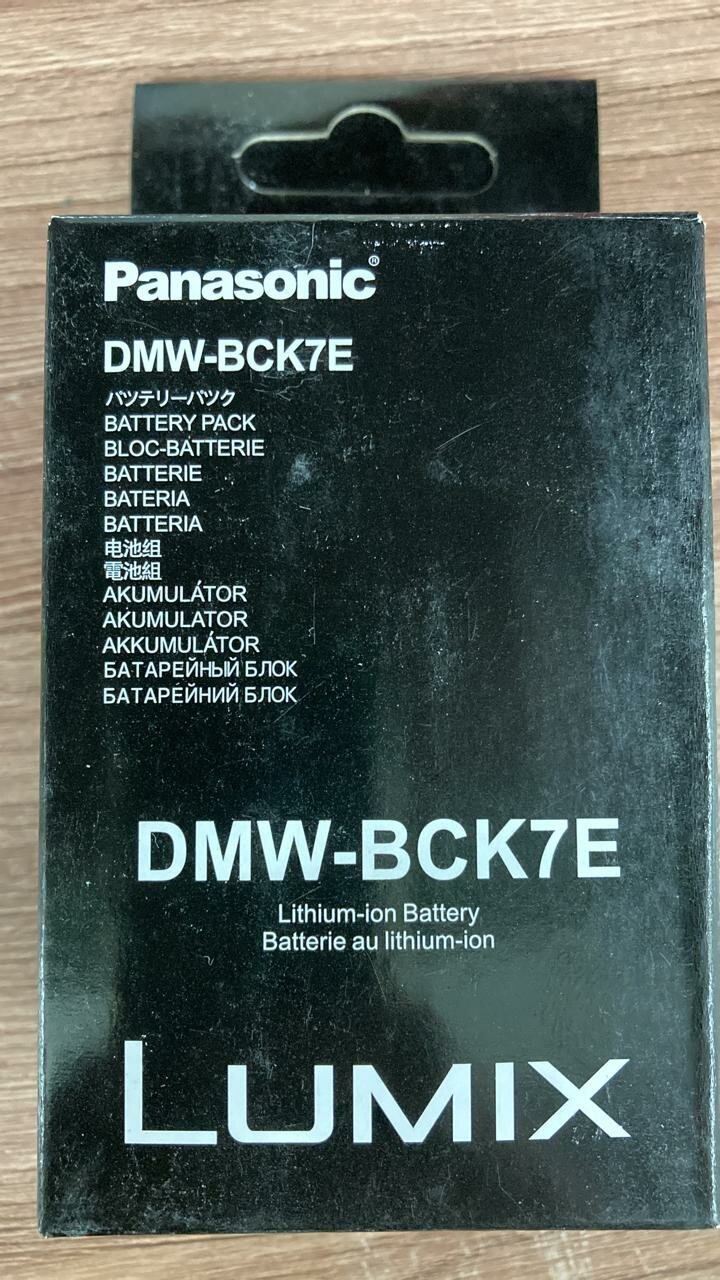 Panasonic®
DMW-BCK7E
バツテリーパツク
BATTERY PACK
BLOC-BATTERIE
BATTERIE
BATERIA
BATTERIA
电池组
電池組
AKUMULÁTOR
AKUMULATOR
AKKUMULÁTOR
БАТАРЕЙНЫЙ БЛОК
БАТАРЕЙНИЙ БЛОК
DMW-BCK7E
Lithium-ion Battery
Batterie au lithium-ion
LUMIX